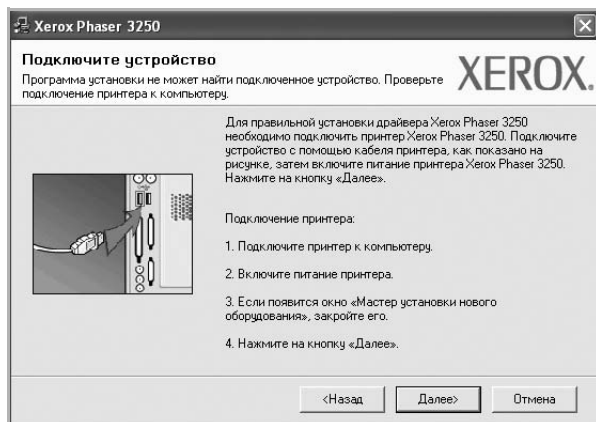 Xerox Phaser 3250
Подключите устройство
Программа установки не может найти подключенное устройство. Проверьте
подключение принтера к компьютеру.
XEROX.
Для правильной установки драйвера Xerox Phaser 3250
необходимо подключить принтер Xerox Phaser 3250. Подключите
устройство с помощью кабеля принтера, как показано на
рисунке, затем включите питание принтера Xerox Phaser 3250.
Нажмите на кнопку «Далее».
Подключение принтера:
1. Подключите принтер к компьютеру.
2. Включите питание принтера.
3. Если появится окно «Мастер установки нового
оборудования», закройте его.
4. Нажмите на кнопку «Далее».
<Назад
Далее>
Отмена